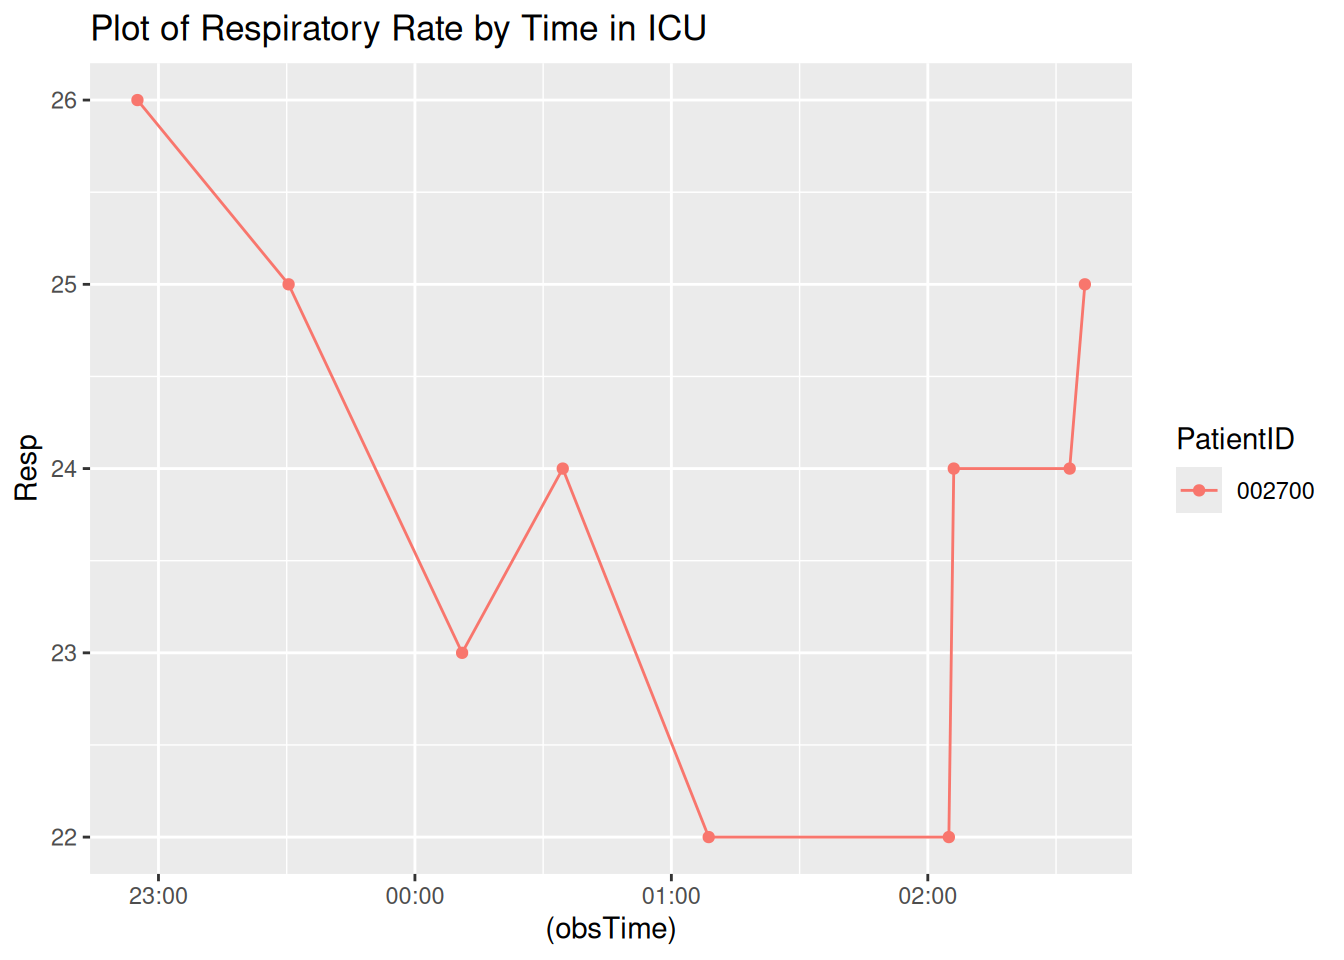 Plot of Respiratory Rate by Time in ICU
26
25
24
23
22
Resp
23:00 00:00 01:00 02:00
(obsTime)
PatientID
002700